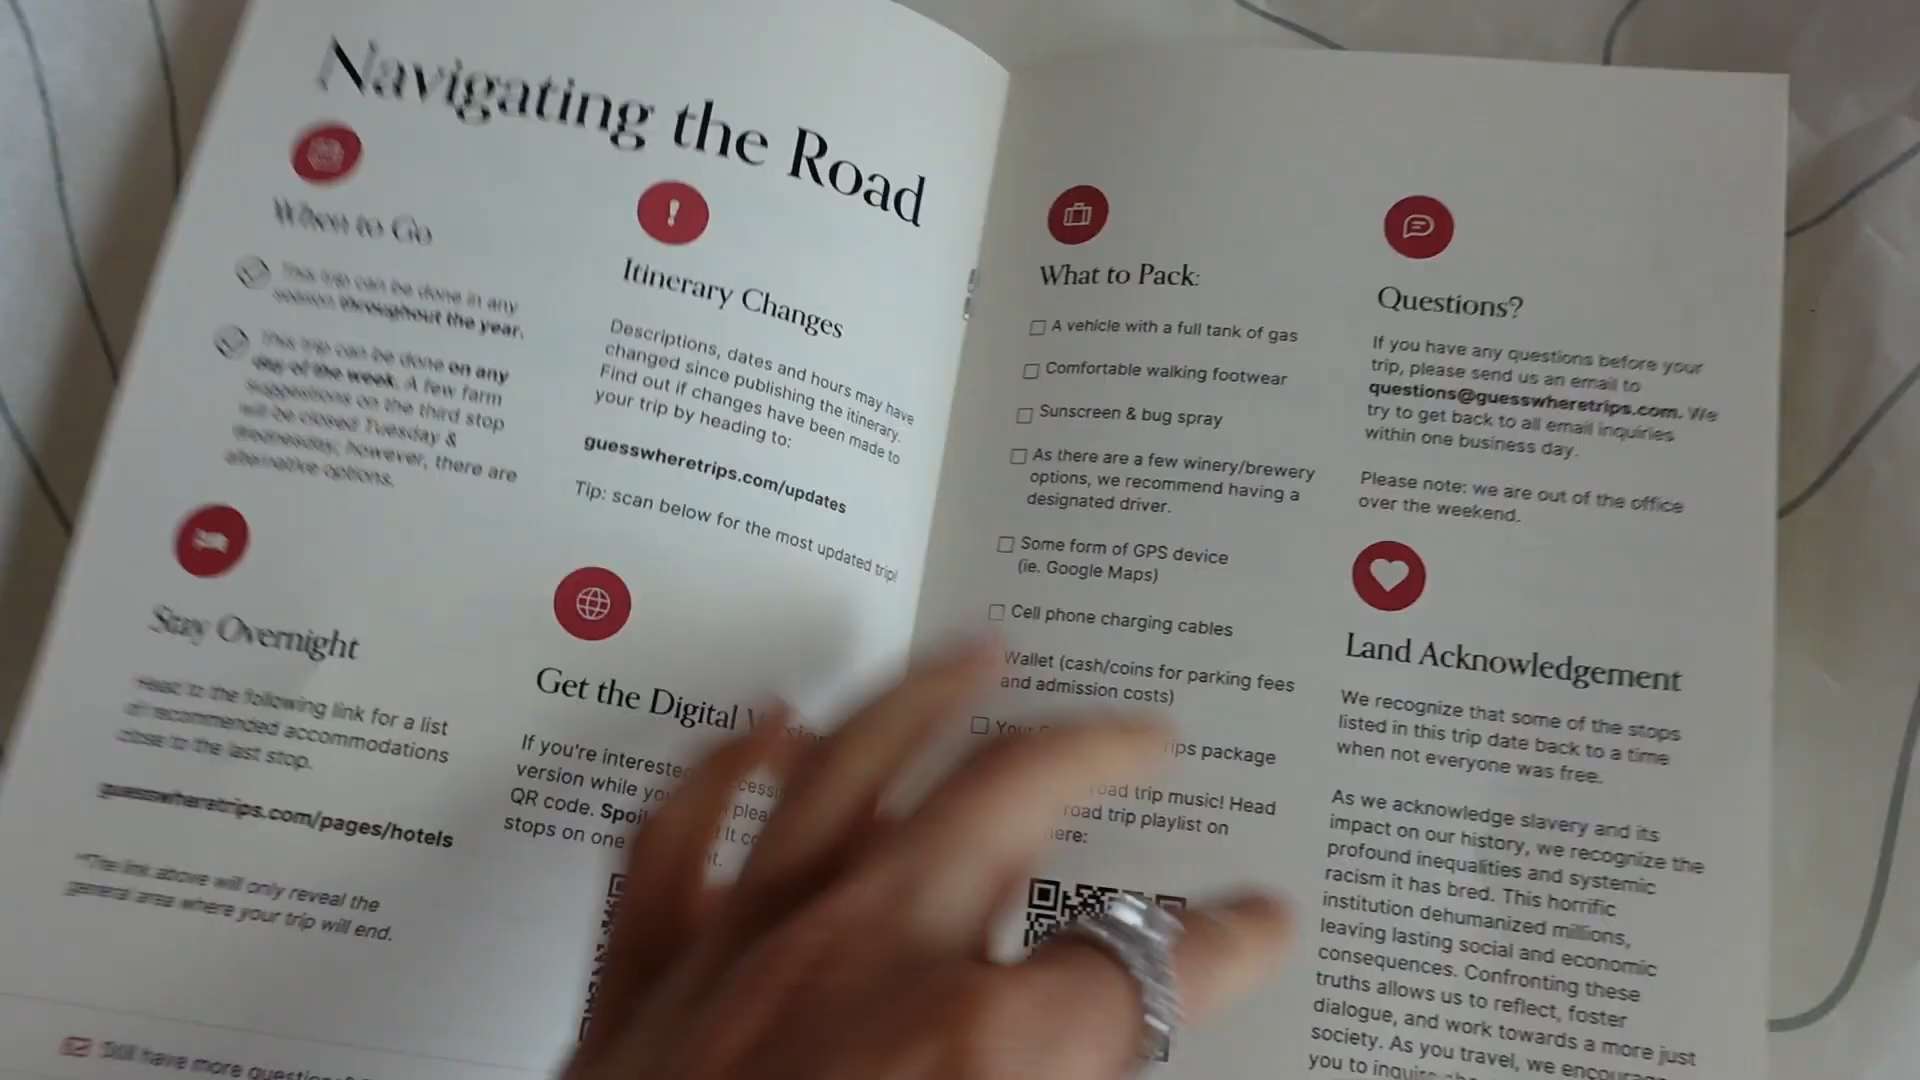 Navigating the Road
When to Go
This trip can be done in any
season throughout the year.
This trip can be done on any
day of the week. A few farm
suggestions on the third stop
will be closed Tuesday &
Wednesday; however, there are
alternative options.
Stay Overnight
Head to the following link for a list
of recommended accommodations
close to the last stop.
guesswheretrips.com/pages/hotels
*The link above will only reveal the
general area where your trip will end.
Still have more questions?
Itinerary Changes
Descriptions, dates and hours may have
changed since publishing the itinerary.
Find out if changes have been made to
your trip by heading to:
guesswheretrips.com/updates
Tip: scan below for the most updated trip!
Get the Digital
If you're interested
version while
QR code.
stops on one
What to Pack:
A vehicle with a full tank of gas
Comfortable walking footwear
Sunscreen & bug spray
As there are a few winery/brewery
options, we recommend having a
designated driver.
Some form of GPS device
(ie. Google Maps)
Cell phone charging cables
Wallet (cash/coins for parking fees
and admission costs)
Your package
road trip music! Head
road trip playlist on
here:
Questions?
If you have any questions before your
trip, please send us an email to
questions@guesswheretrips.com. We
try to get back to all email inquiries
within one business day.
Please note: we are out of the office
over the weekend.
Land Acknowledgement
We recognize that some of the stops
listed in this trip date back to a time
when not everyone was free.
As we acknowledge slavery and its
impact on our history, we recognize the
profound inequalities and systemic
racism it has bred. This horrific
institution dehumanized millions,
leaving lasting social and economic
consequences. Confronting these
truths allows us to reflect, foster
dialogue, and work towards a more just
society. As you travel, we encourage
you to inquire